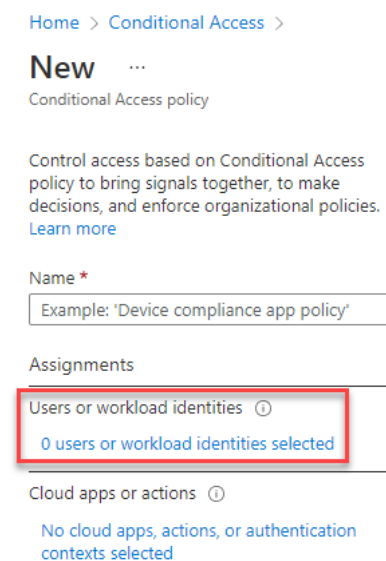 Home > Conditional Access >
New ...
Conditional Access policy
Control access based on Conditional Access
policy to bring signals together, to make
decisions, and enforce organizational policies.
Learn more
Name *
Example: 'Device compliance app policy'
Assignments
Users or workload identities
0 users or workload identities selected
Cloud apps or actions
No cloud apps, actions, or authentication
contexts selected